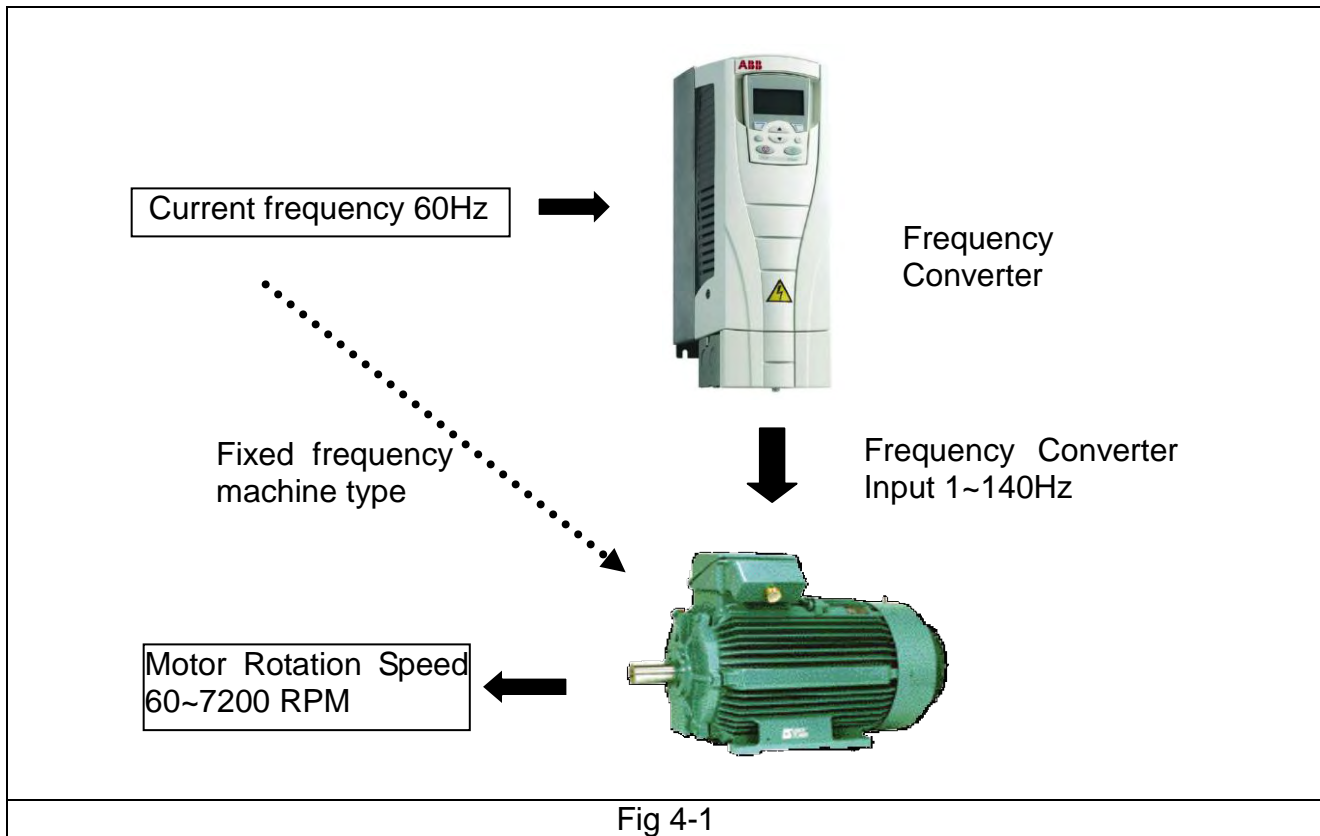 ABB
Current frequency 60Hz
Frequency
Converter
Fixed frequency
machine type
Frequency Converter
Input 1~140Hz
Motor Rotation Speed
60~7200 RPM
Fig 4-1